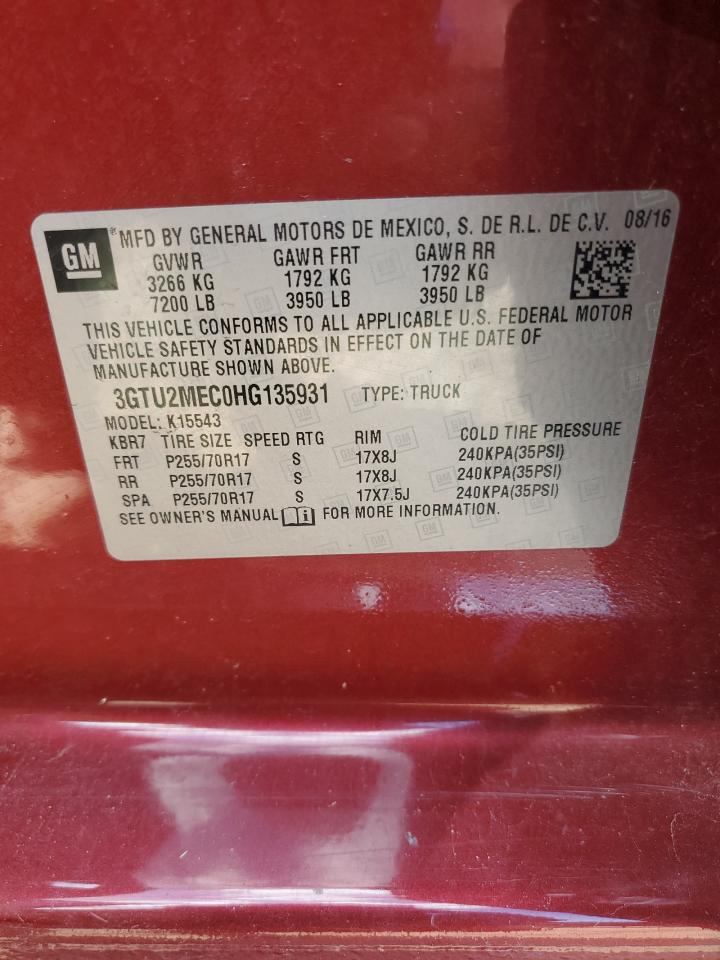 GM ® MFD BY GENERAL MOTORS DE MEXICO, S. DE R.L. DE C.V. 08/16
GVWR GAWR FRT GAWR RR
3266 KG 1792 KG 1792 KG
7200 LB 3950 LB 3950 LB
THIS VEHICLE CONFORMS TO ALL APPLICABLE U.S. FEDERAL MOTOR
VEHICLE SAFETY STANDARDS IN EFFECT ON THE DATE OF
MANUFACTURE SHOWN ABOVE.
3GTU2MEC0HG135931 TYPE: TRUCK
MODEL: K15543
KBR7 TIRE SIZE SPEED RTG RIM COLD TIRE PRESSURE
FRT P255/70R17 S 17X8J 240KPA(35PSI)
RR P255/70R17 S 17X8J 240KPA(35PSI)
SPA P255/70R17 S 17X7.5J 240KPA(35PSI)
SEE OWNER'S MANUAL i FOR MORE INFORMATION.